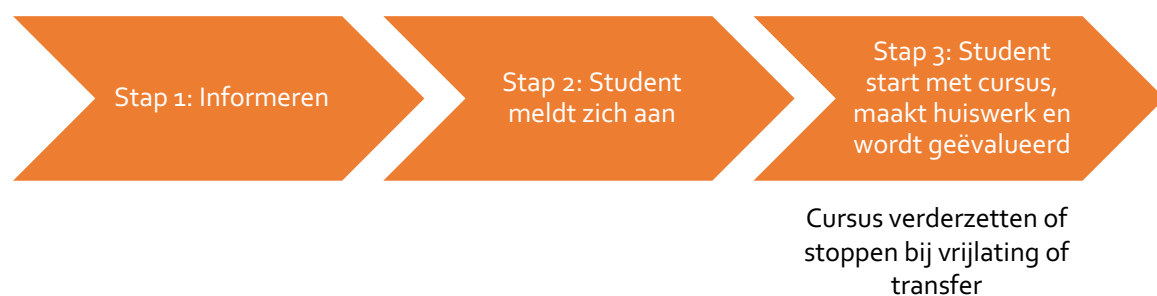 Stap 1: Informeren
Stap 2: Student
meldt zich aan
Stap 3: Student
start met cursus,
maakt huiswerk en
wordt geëvalueerd
Cursus verderzetten of
stoppen bij vrijlating of
transfer